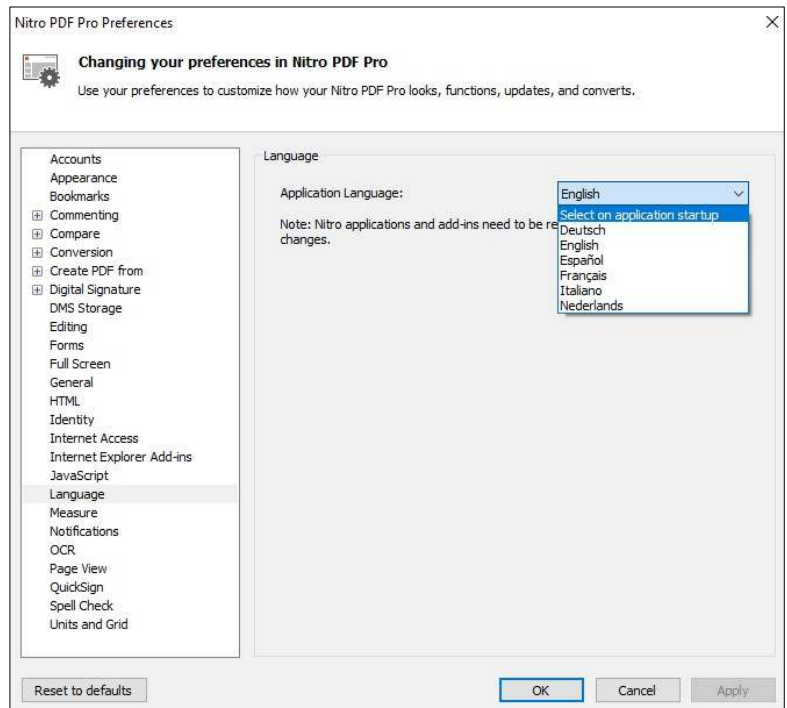 Nitro PDF Pro Preferences
Changing your preferences in Nitro PDF Pro
Use your preferences to customize how your Nitro PDF Pro looks, functions, updates, and converts.
Accounts
Appearance
Bookmarks
Commenting
Compare
Conversion
Create PDF from
Digital Signature
DMS Storage
Editing
Forms
Full Screen
General
HTML
Identity
Internet Access
Internet Explorer Add-ins
JavaScript
Language
Measure
Notifications
OCR
Page View
QuickSign
Spell Check
Units and Grid
Language
Application Language:
English
Note: Nitro applications and add-ins need to be re
changes.
Select on application startup
Deutsch
English
Español
Français
Italiano
Nederlands
Reset to defaults
OK
Cancel
Apply